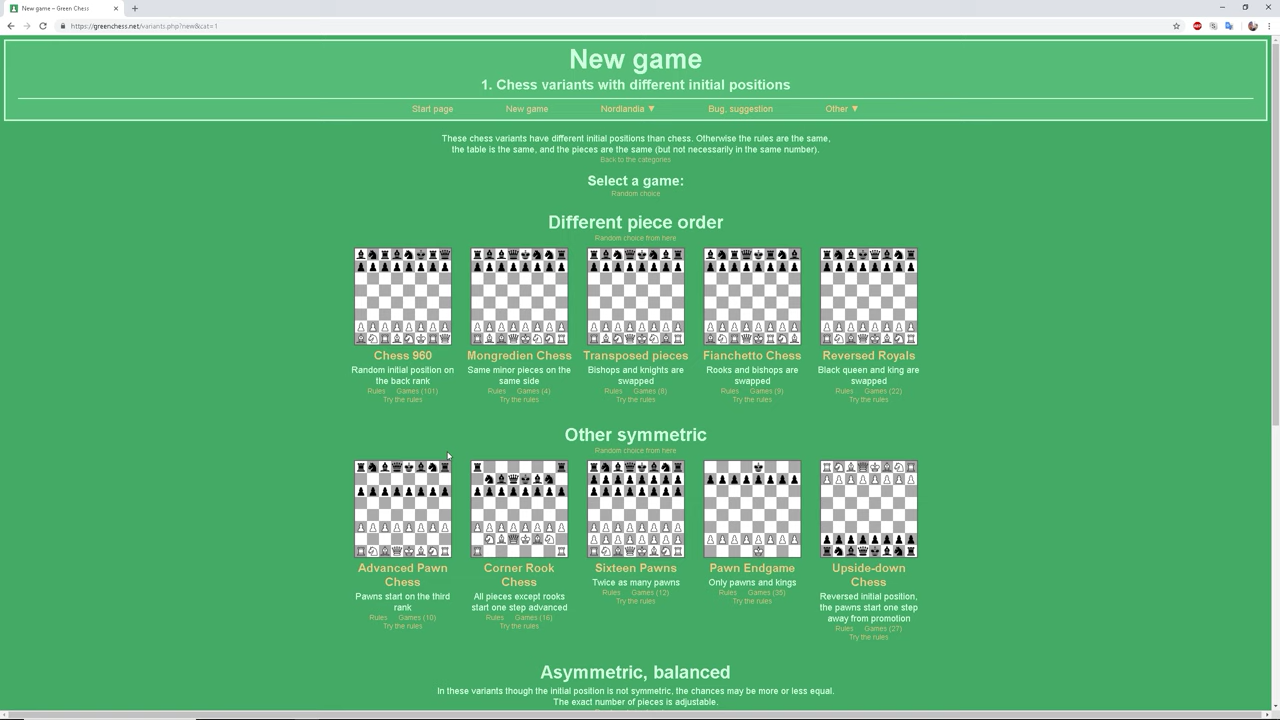 New game – Green Chess
https://greenchess.net/variants.php?new&cat=1
New game
1. Chess variants with different initial positions
Start page New game Nordlandia ▼ Bug, suggestion Other ▼
These chess variants have different initial positions than chess. Otherwise the rules are the same,
the table is the same, and the pieces are the same (but not necessarily in the same number).
Back to the categories
Select a game:
Random choice
Different piece order
Random choice from here
Chess 960 Mongredien Chess Transposed pieces Fianchetto Chess Reversed Royals
Random initial position on Same minor pieces on the Bishops and knights are Rooks and bishops are Black queen and king are
the back rank same side swapped swapped swapped
Rules Games (101) Rules Games (4) Rules Games (8) Rules Games (9) Rules Games (22)
Try the rules Try the rules Try the rules Try the rules Try the rules
Other symmetric
Random choice from here
Advanced Pawn Corner Rook Sixteen Pawns Pawn Endgame Upside-down
Chess Chess Twice as many pawns Only pawns and kings Chess
Pawns start on the third All pieces except rooks Rules Games (12) Rules Games (35) Reversed initial position,
rank start one step advanced Try the rules Try the rules the pawns start one step
Rules Games (10) Rules Games (16) away from promotion
Try the rules Try the rules Rules Games (27)
Try the rules
Asymmetric, balanced
In these variants though the initial position is not symmetric, the chances may be more or less equal.
The exact number of pieces is adjustable.